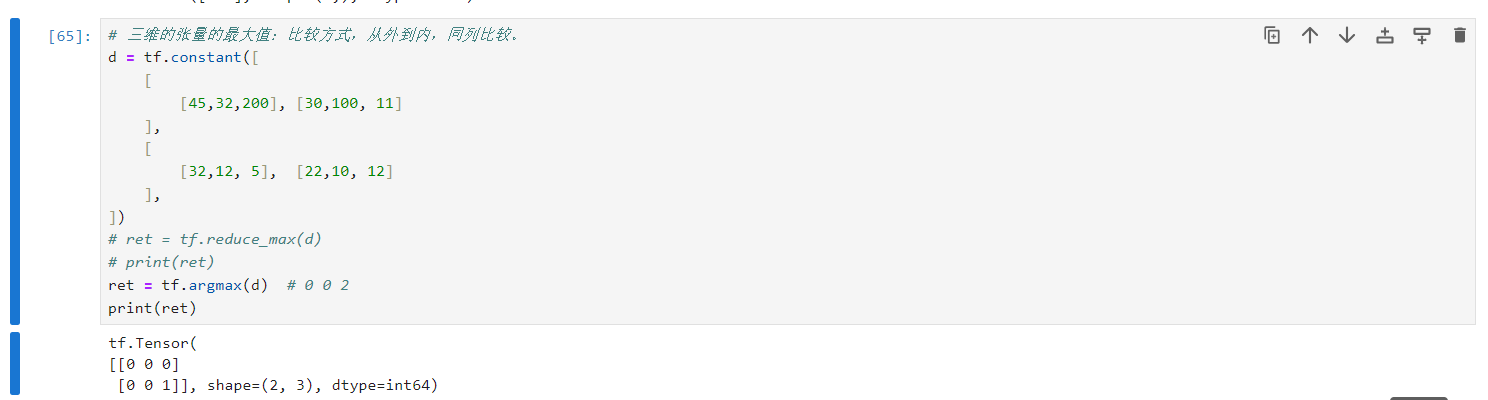 [65]:
# 三维的张量的最大值：比较方式，从外到内，同列比较。
d = tf.constant([
    [
        [45,32,200], [30,100, 11]
    ],
    [
        [32,12, 5],  [22,10, 12]
    ],
])
# ret = tf.reduce_max(d)
# print(ret)
ret = tf.argmax(d)  # 0 0 2
print(ret)
tf.Tensor(
[[0 0 0]
 [0 0 1]], shape=(2, 3), dtype=int64)